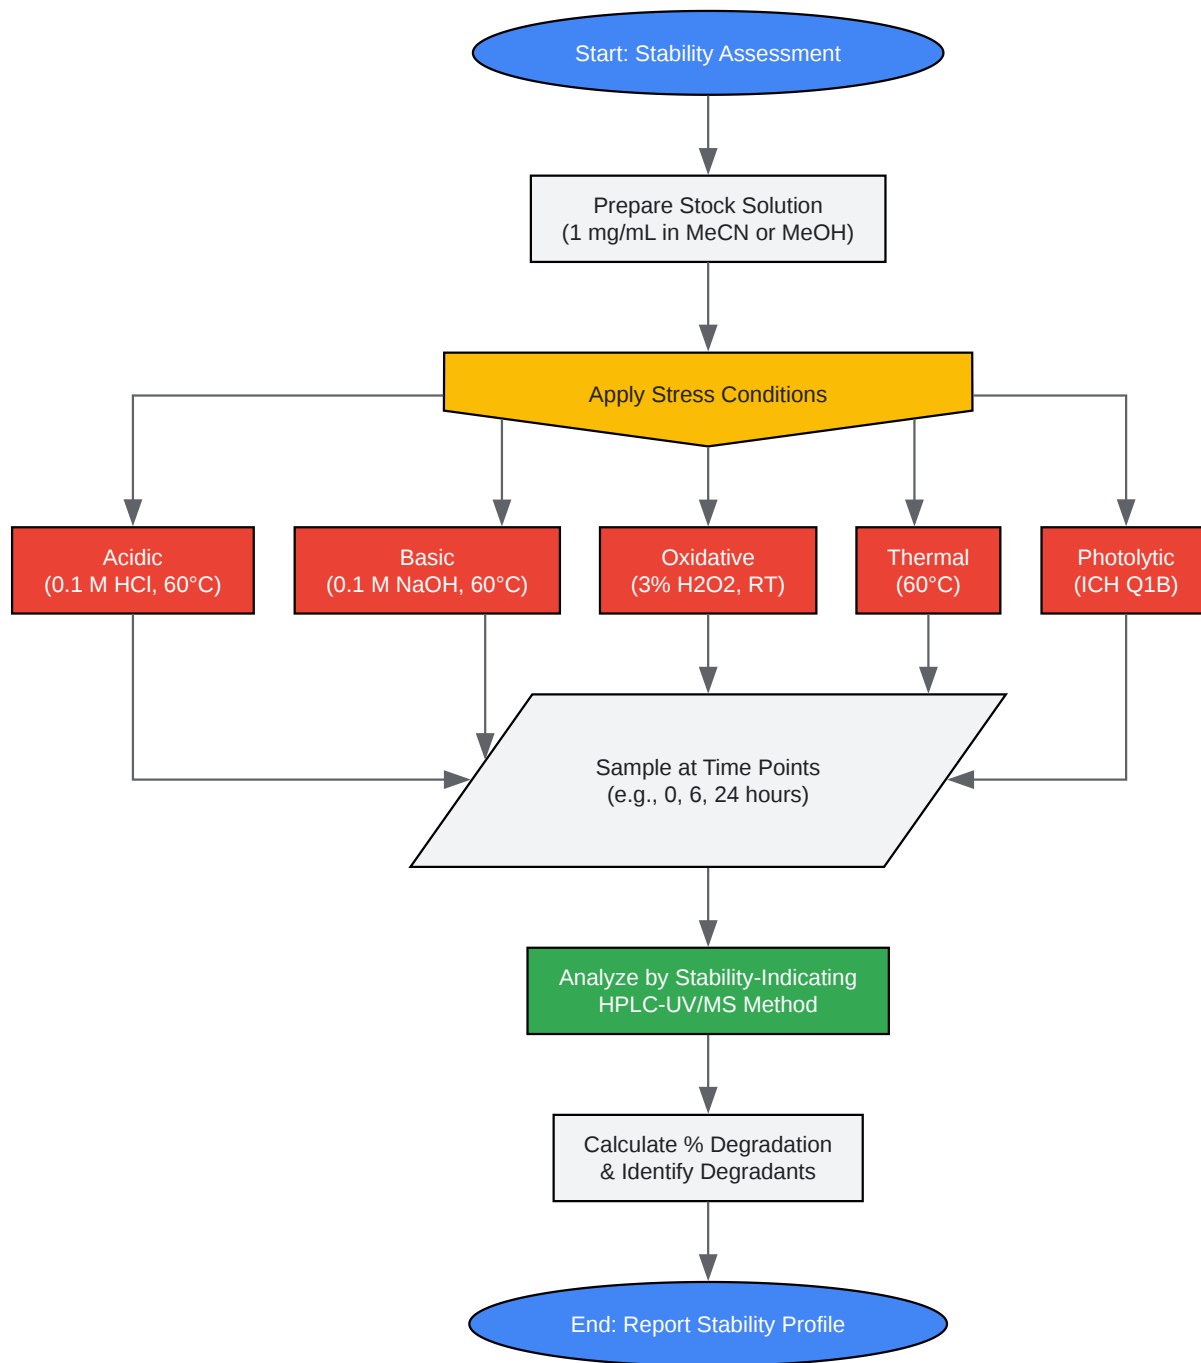 Start: Stability Assessment
Prepare Stock Solution
(1 mg/mL in MeCN or MeOH)
Apply Stress Conditions
Acidic
(0.1 M HCl, 60°C)
Basic
(0.1 M NaOH, 60°C)
Oxidative
(3% H2O2, RT)
Thermal
(60°C)
Photolytic
(ICH Q1B)
Sample at Time Points
(e.g., 0, 6, 24 hours)
Analyze by Stability-Indicating
HPLC-UV/MS Method
Calculate % Degradation
& Identify Degradants
End: Report Stability Profile